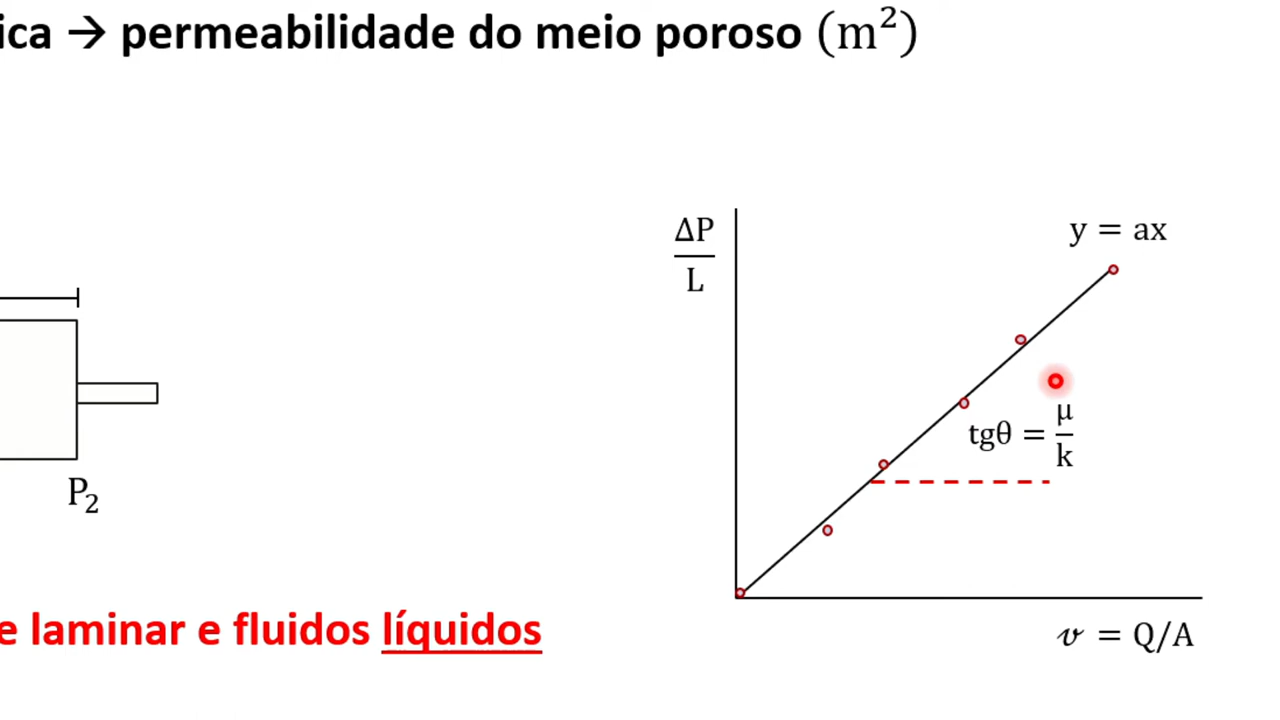 ica → permeabilidade do meio poroso (m²)
ΔP
L
y = ax
tgθ = μ/k
P₂
e laminar e fluidos líquidos
𝓋 = Q/A